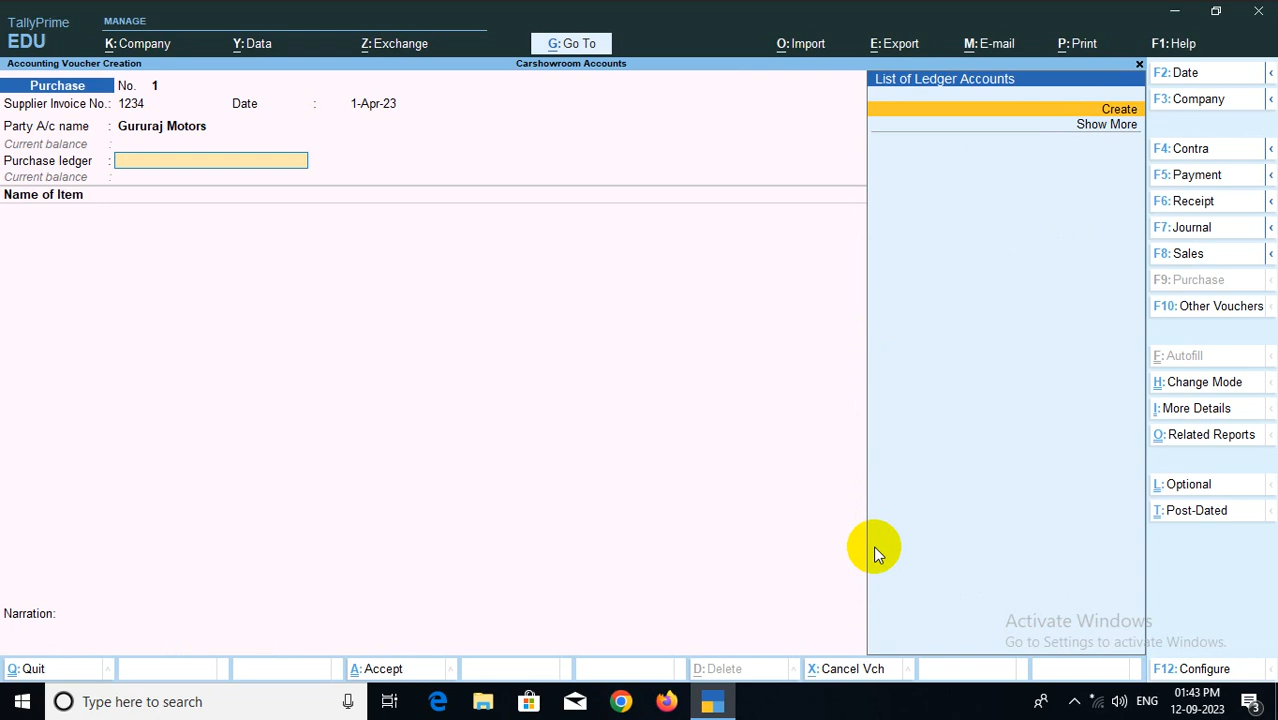 TallyPrime
EDU
MANAGE
K: Company
Y: Data
Z: Exchange
G: Go To
O: Import
E: Export
M: E-mail
P: Print
F1: Help
Accounting Voucher Creation
Carshowroom Accounts
Purchase No. 1
Supplier Invoice No.: 1234 Date : 1-Apr-23
Party A/c name : Gururaj Motors
Current balance :
Purchase ledger :
Current balance :
Name of Item
Narration:
List of Ledger Accounts
Create
Show More
F2: Date
F3: Company
F4: Contra
F5: Payment
F6: Receipt
F7: Journal
F8: Sales
F9: Purchase
F10: Other Vouchers
F: Autofill
H: Change Mode
I: More Details
O: Related Reports
L: Optional
T: Post-Dated
Activate Windows
Go to Settings to activate Windows.
Q: Quit
A: Accept
D: Delete
X: Cancel Vch
F12: Configure
Type here to search
ENG
01:43 PM
12-09-2023
3